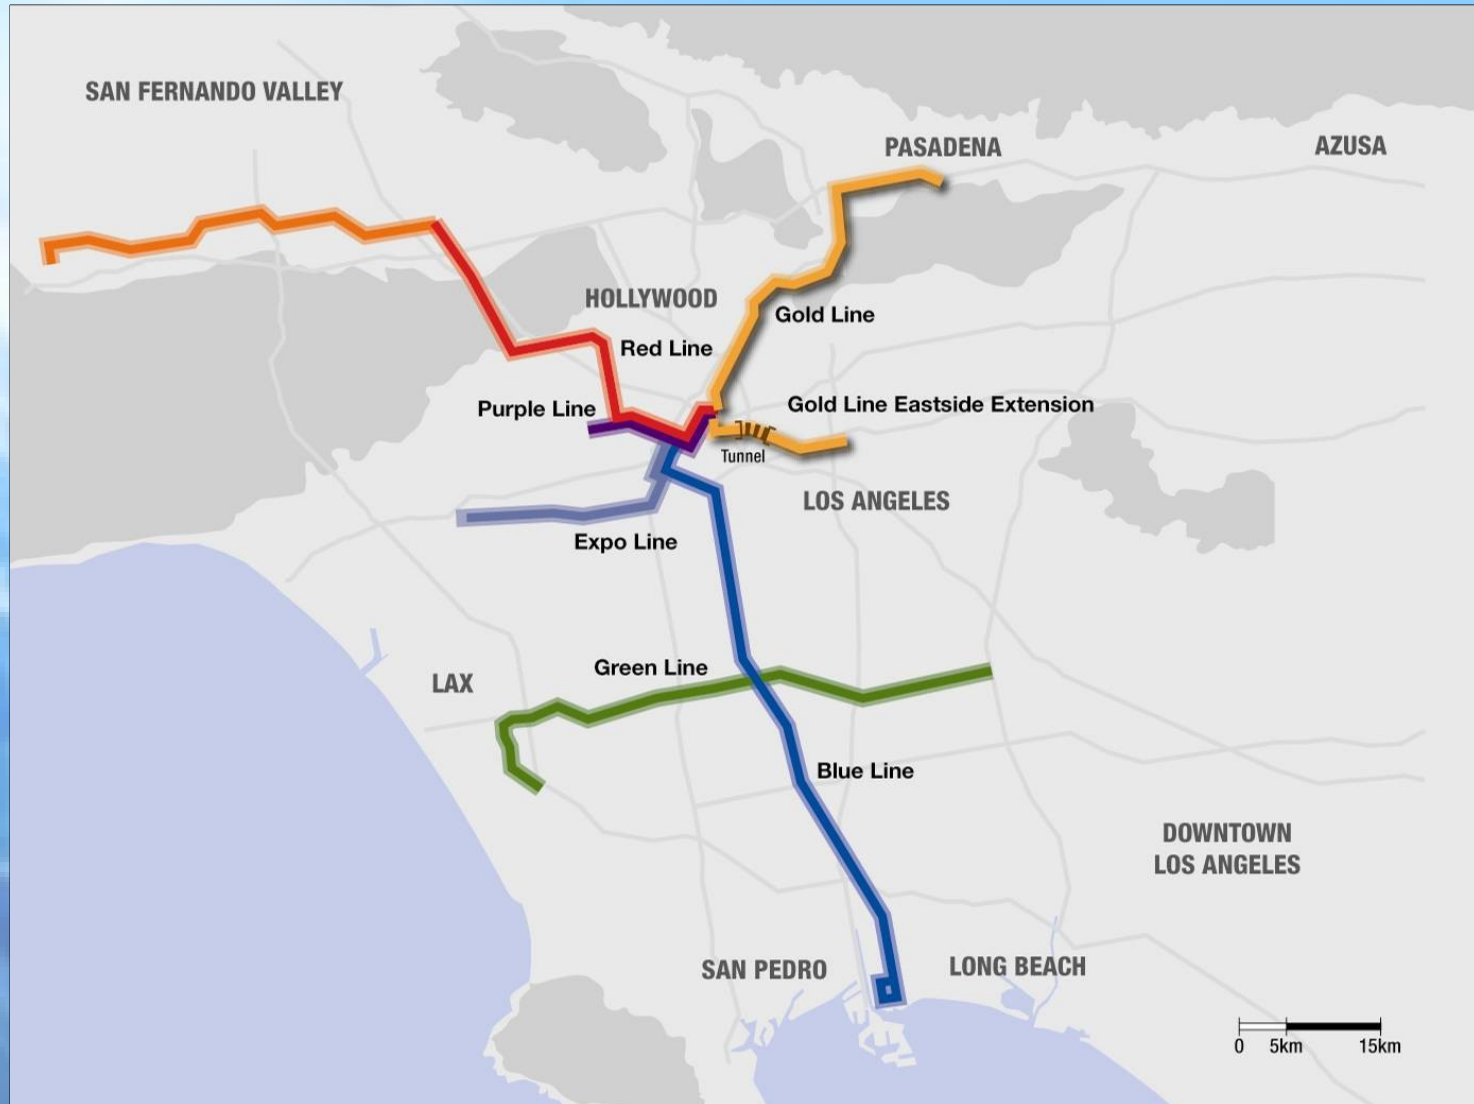 SAN FERNANDO VALLEY
PASADENA
AZUSA
HOLLYWOOD
Gold Line
Red Line
Purple Line
Gold Line Eastside Extension
Tunnel
LOS ANGELES
Expo Line
Green Line
LAX
Blue Line
DOWNTOWN
LOS ANGELES
SAN PEDRO
LONG BEACH
0 5km 15km